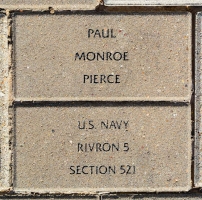 PAUL
MONROE
PIERCE
U.S. NAVY
RIVRON 5
SECTION 521